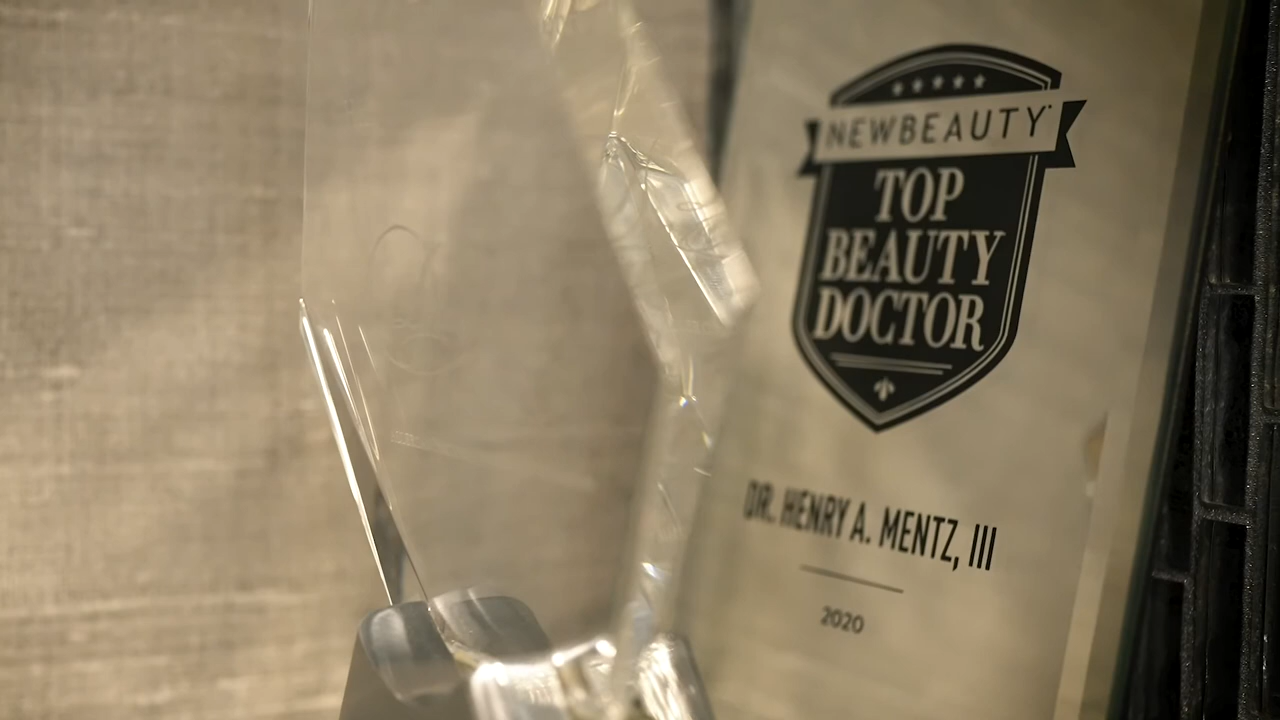 NEWBEAUTY
TOP
BEAUTY
DOCTOR
DR. HENRY A. MENTZ, III
2020